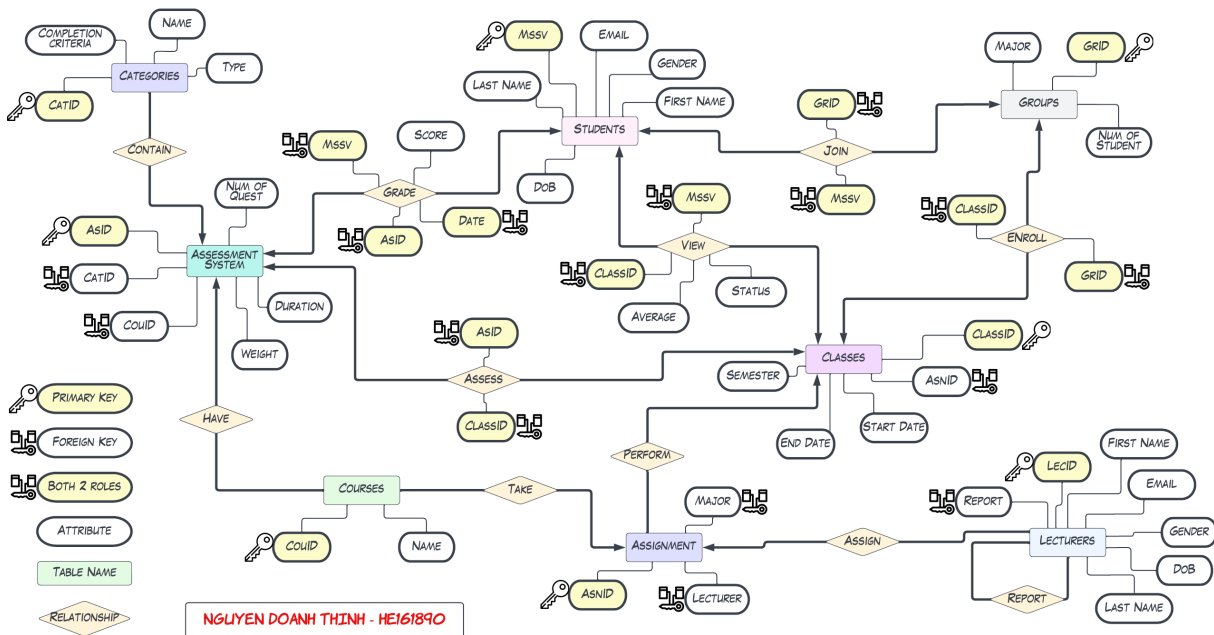 Completion
criteria
Name
Type
Categories
CatID
Contain
Mssv
Email
Gender
Last Name
First Name
Students
DoB
Major
GrID
Groups
Num of
Student
GrID
Join
Mssv
Mssv
Score
Grade
AsID
Date
Num of
Quest
AsID
Assessment
System
CatID
CouID
Duration
Weight
Mssv
View
ClassID
Status
Average
ClassID
Enroll
GrID
AsID
Assess
ClassID
Classes
ClassID
Semester
AsnID
End Date
Start Date
Have
Perform
Primary Key
Foreign Key
Both 2 roles
Attribute
Table Name
Relationship
Courses
CouID
Name
Take
Major
Assignment
AsnID
Lecturer
Assign
LecID
First Name
Report
Email
Gender
Lecturers
DoB
Report
Last Name
NGUYEN DOANH THINH - HE161890